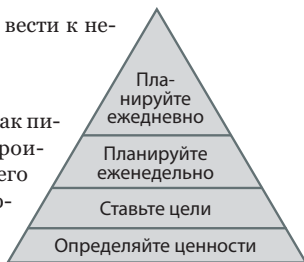 вести к не-
ак пи-
рои-
его
о-
Пла-
нируйте
ежедневно
Планируйте
еженедельно
Ставьте цели
Определяйте ценности